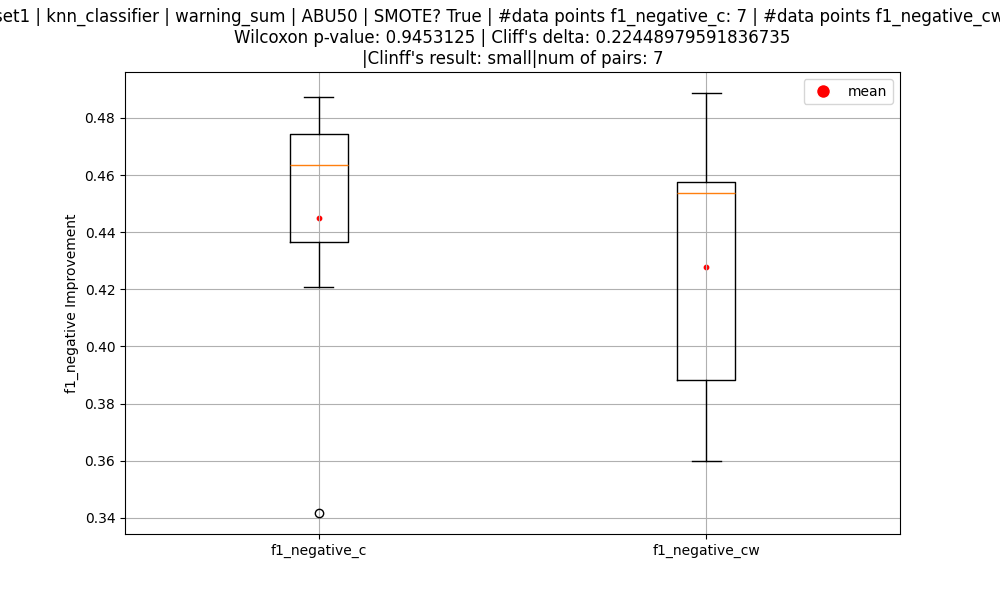 set1 | knn_classifier | warning_sum | ABU50 | SMOTE? True | #data points f1_negative_c: 7 | #data points f1_negative_cw
Wilcoxon p-value: 0.9453125 | Cliff's delta: 0.22448979591836735
|Clinff's result: small|num of pairs: 7
mean
0.48
0.46
0.44
0.42
0.40
0.38
0.36
0.34
f1_negative Improvement
f1_negative_c
f1_negative_cw